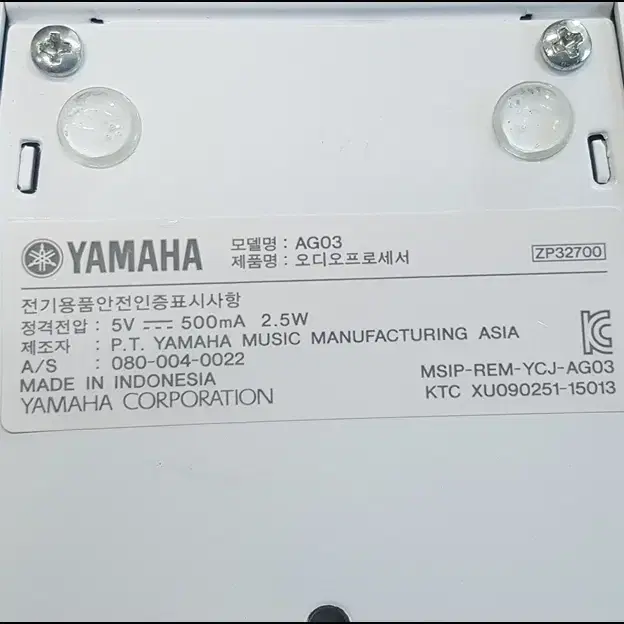 YAMAHA
모델명 : AG03
제품명 : 오디오프로세서
ZP32700
전기용품안전인증표시사항
정격전압 : 5V ⎓ 500mA 2.5W
제조자 : P.T. YAMAHA MUSIC MANUFACTURING ASIA
A/S : 080-004-0022
MADE IN INDONESIA
YAMAHA CORPORATION
MSIP-REM-YCJ-AG03
KTC XU090251-15013